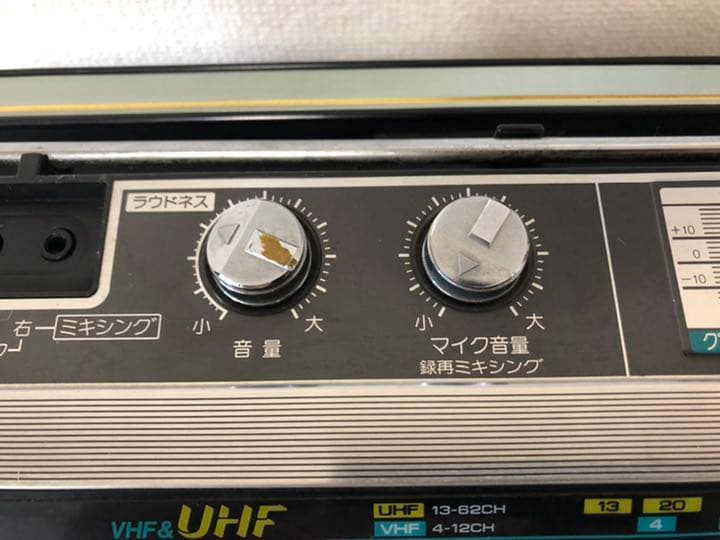 ラウドネス
小
大
音量
右
ミキシング
小
大
マイク音量
録再ミキシング
+10
0
-10
VHF& UHF
UHF 13-62CH
VHF 4-12CH
13 20
4